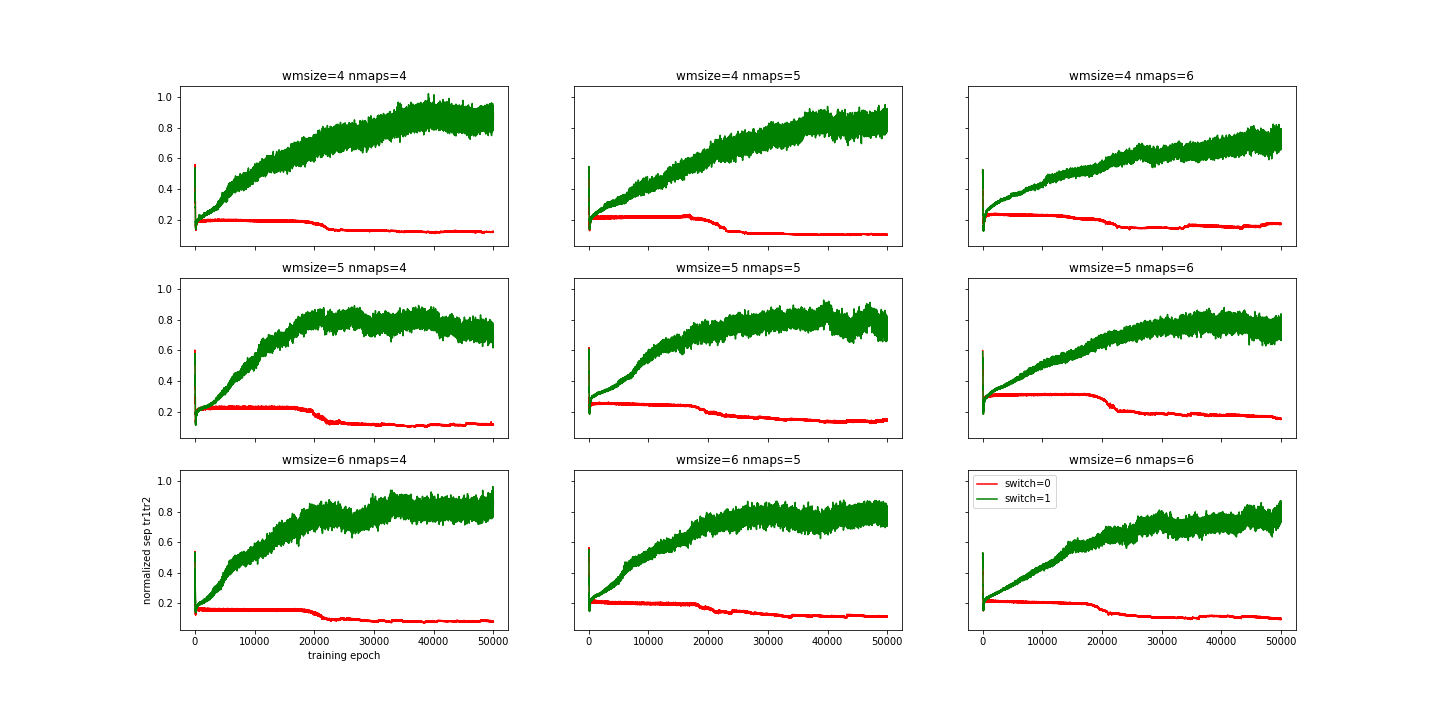 wmsize=4 nmaps=4
wmsize=4 nmaps=5
wmsize=4 nmaps=6
1.0
0.8
0.6
0.4
0.2
wmsize=5 nmaps=4
wmsize=5 nmaps=5
wmsize=5 nmaps=6
1.0
0.8
0.6
0.4
0.2
wmsize=6 nmaps=4
wmsize=6 nmaps=5
wmsize=6 nmaps=6
normalized sep tr1tr2
1.0
0.8
0.6
0.4
0.2
switch=0
switch=1
0 10000 20000 30000 40000 50000
0 10000 20000 30000 40000 50000
0 10000 20000 30000 40000 50000
training epoch